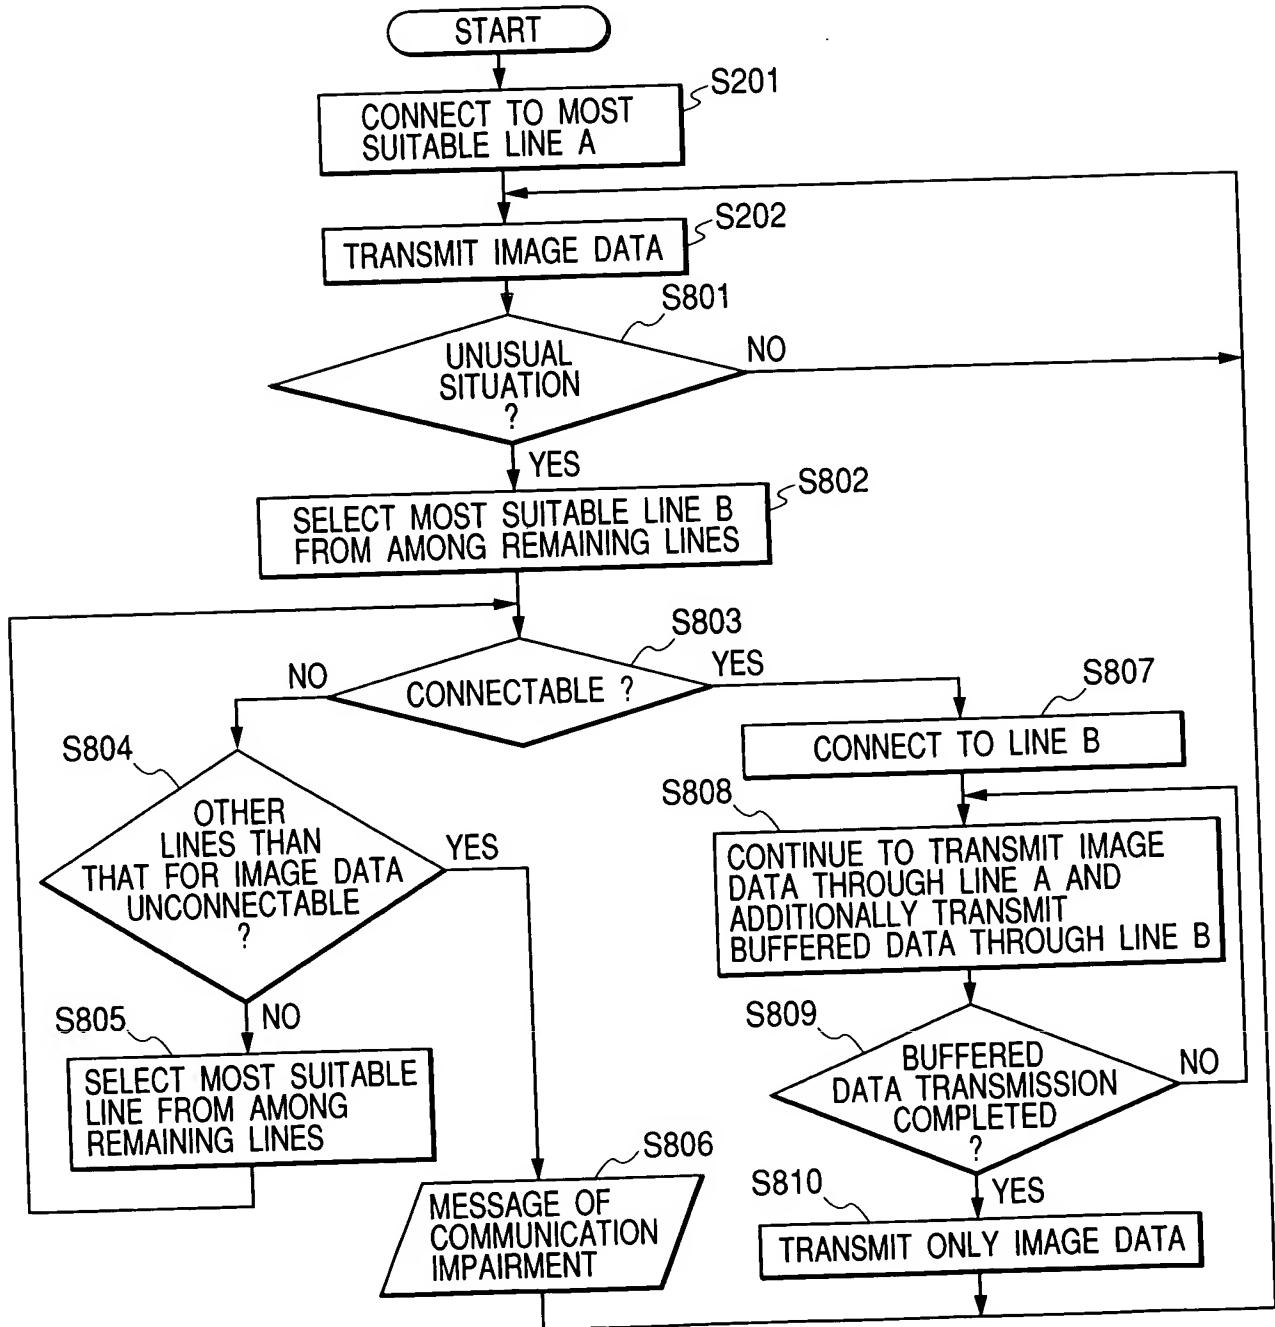 START
S201
CONNECT TO MOST
SUITABLE LINE A
S202
TRANSMIT IMAGE DATA
S801
UNUSUAL
SITUATION
?
NO
YES
S802
SELECT MOST SUITABLE LINE B
FROM AMONG REMAINING LINES
S803
NO
CONNECTABLE ?
YES
S807
CONNECT TO LINE B
S804
OTHER
LINES THAN
THAT FOR IMAGE DATA
UNCONNECTABLE
?
YES
S808
CONTINUE TO TRANSMIT IMAGE
DATA THROUGH LINE A AND
ADDITIONALLY TRANSMIT
BUFFERED DATA THROUGH LINE B
NO
S805
SELECT MOST SUITABLE
LINE FROM AMONG
REMAINING LINES
S809
BUFFERED
DATA TRANSMISSION
COMPLETED
?
NO
YES
S806
MESSAGE OF
COMMUNICATION
IMPAIRMENT
S810
TRANSMIT ONLY IMAGE DATA